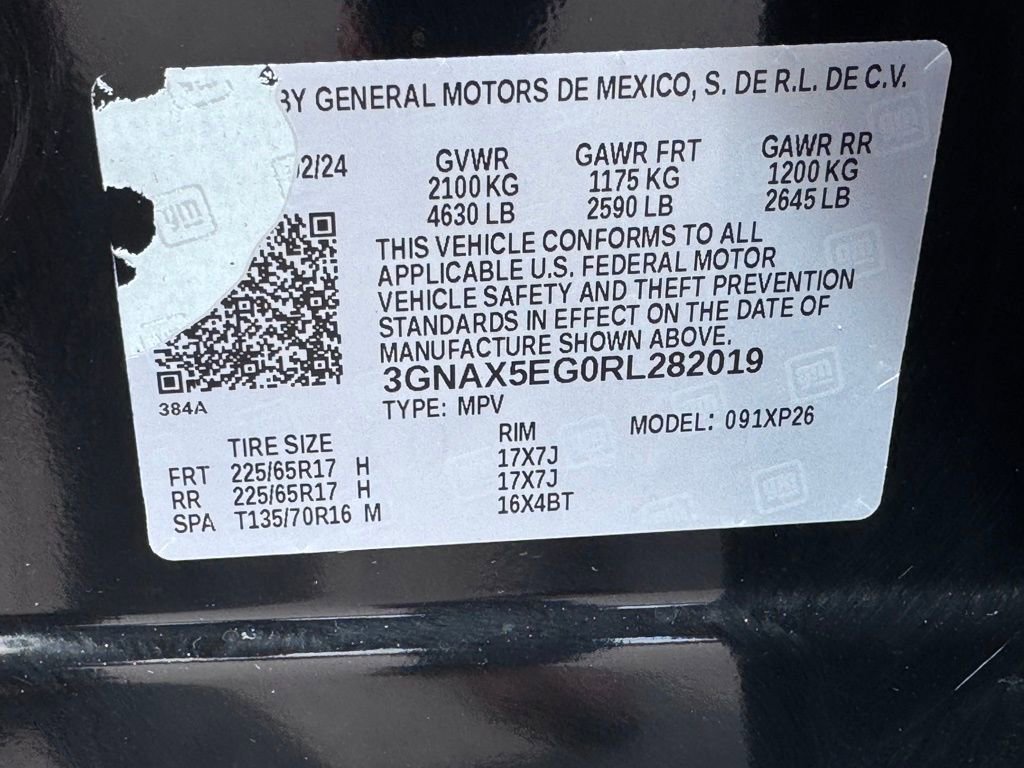 BY GENERAL MOTORS DE MEXICO, S. DE R.L. DE C.V.
02/24
GVWR GAWR FRT GAWR RR
2100 KG 1175 KG 1200 KG
4630 LB 2590 LB 2645 LB
THIS VEHICLE CONFORMS TO ALL
APPLICABLE U.S. FEDERAL MOTOR
VEHICLE SAFETY AND THEFT PREVENTION
STANDARDS IN EFFECT ON THE DATE OF
MANUFACTURE SHOWN ABOVE.
3GNAX5EG0RL282019
384A
TYPE: MPV MODEL: 091XP26
TIRE SIZE RIM
FRT 225/65R17 H 17X7J
RR 225/65R17 H 17X7J
SPA T135/70R16 M 16X4BT